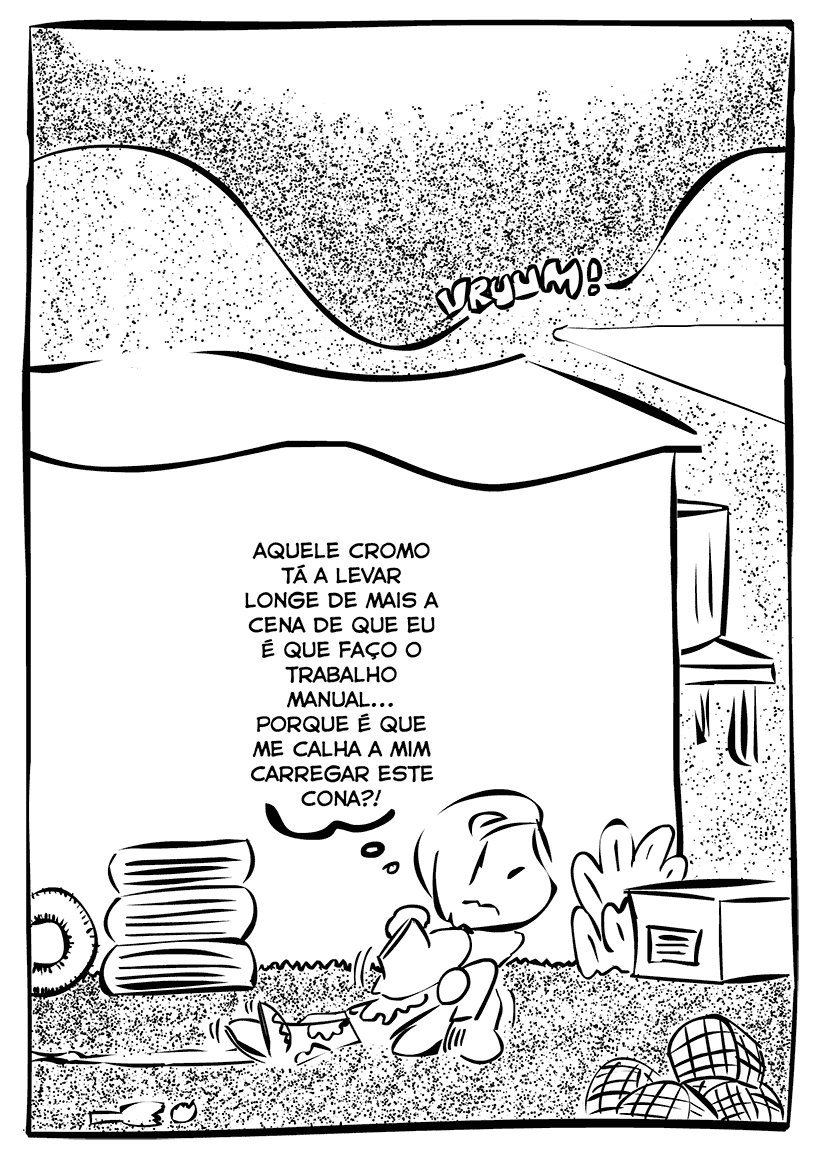 VRUUM!
AQUELE CROMO
TÁ A LEVAR
LONGE DE MAIS A
CENA DE QUE EU
É QUE FAÇO O
TRABALHO
MANUAL...
PORQUE É QUE
ME CALHA A MIM
CARREGAR ESTE
CONA?!